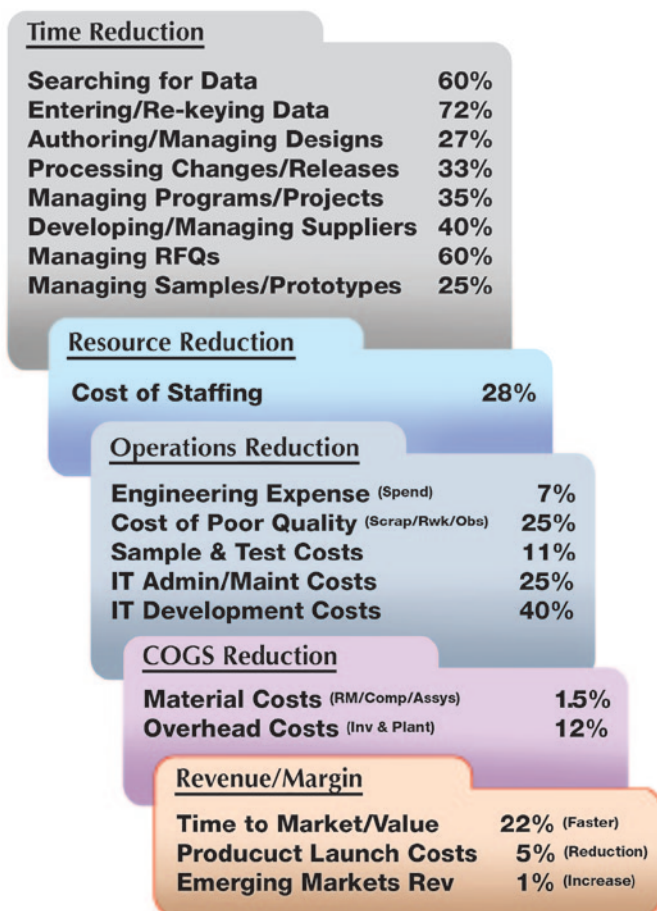 Time Reduction
Searching for Data 60%
Entering/Re-keying Data 72%
Authoring/Managing Designs 27%
Processing Changes/Releases 33%
Managing Programs/Projects 35%
Developing/Managing Suppliers 40%
Managing RFQs 60%
Managing Samples/Prototypes 25%
Resource Reduction
Cost of Staffing 28%
Operations Reduction
Engineering Expense (Spend) 7%
Cost of Poor Quality (Scrap/Rwk/Obs) 25%
Sample & Test Costs 11%
IT Admin/Maint Costs 25%
IT Development Costs 40%
COGS Reduction
Material Costs (RM/Comp/Assys) 1.5%
Overhead Costs (Inv & Plant) 12%
Revenue/Margin
Time to Market/Value 22% (Faster)
Producuct Launch Costs 5% (Reduction)
Emerging Markets Rev 1% (Increase)